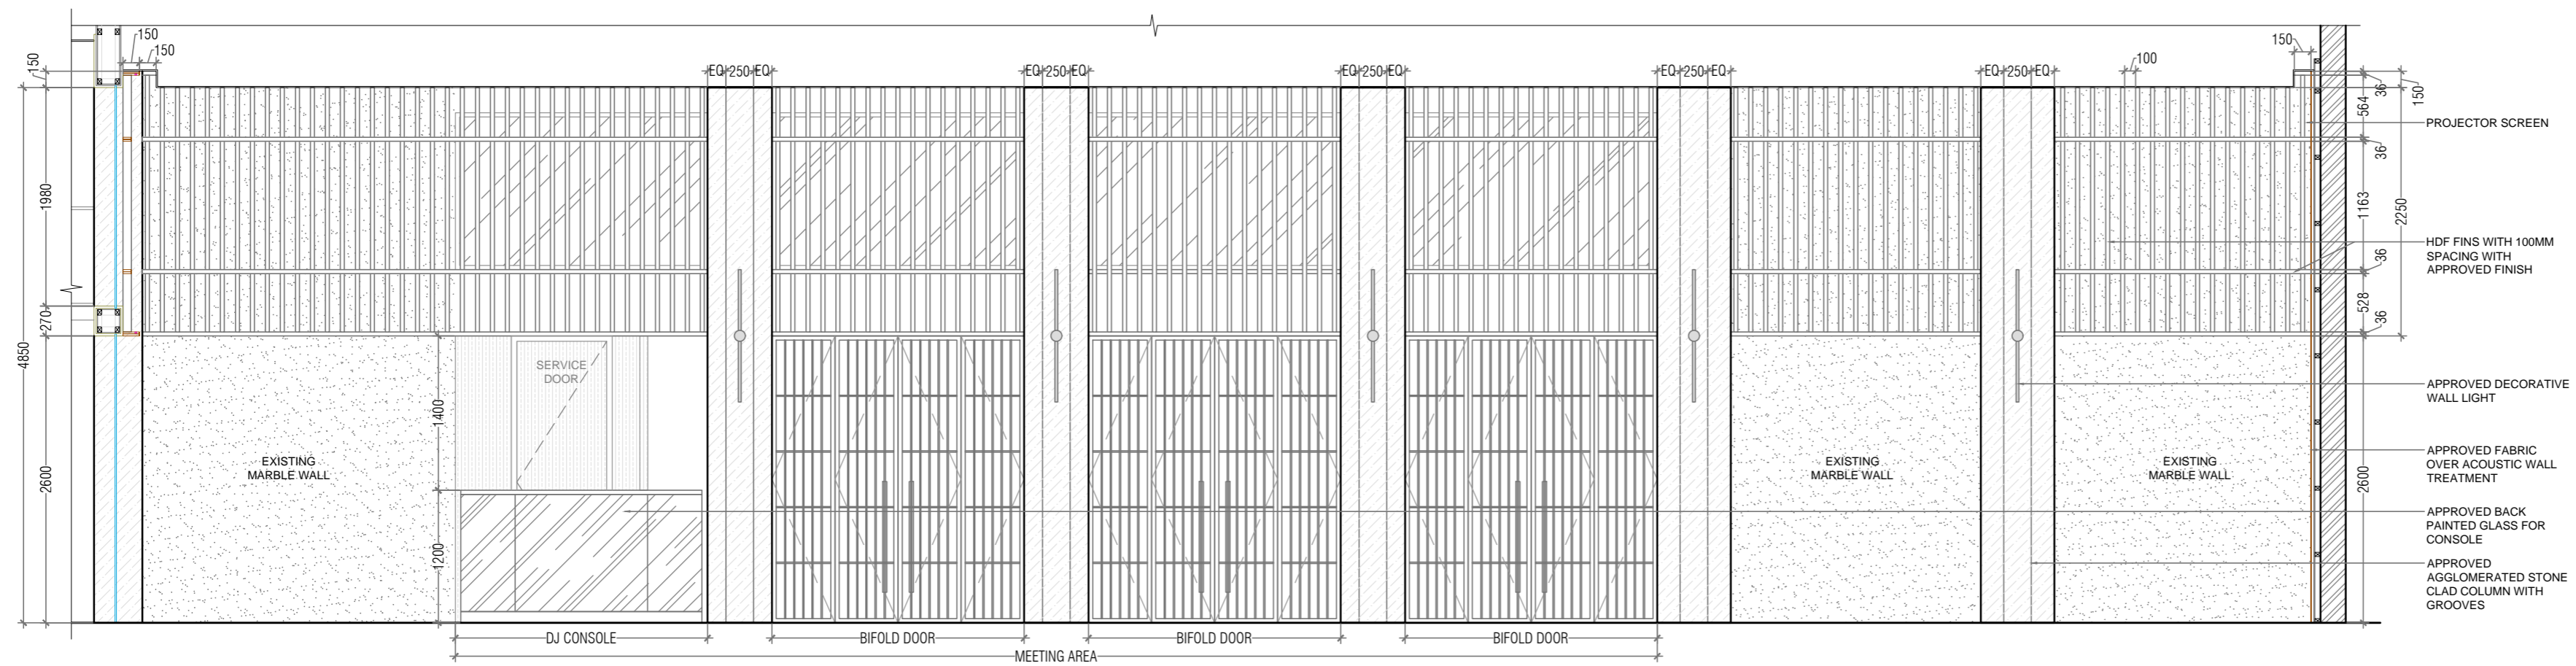 150
150
150
EQ
250
EQ
EQ
250
EQ
EQ
250
EQ
EQ
250
EQ
EQ
250
EQ
100
150
36
564
150
PROJECTOR SCREEN
36
1980
1163
2250
HDF FINS WITH 100MM
SPACING WITH
APPROVED FINISH
36
528
270
36
4850
SERVICE
DOOR
1400
APPROVED DECORATIVE
WALL LIGHT
EXISTING
MARBLE WALL
EXISTING
MARBLE WALL
EXISTING
MARBLE WALL
2600
2600
APPROVED FABRIC
OVER ACOUSTIC WALL
TREATMENT
APPROVED BACK
PAINTED GLASS FOR
CONSOLE
1200
APPROVED
AGGLOMERATED STONE
CLAD COLUMN WITH
GROOVES
DJ CONSOLE
BIFOLD DOOR
BIFOLD DOOR
BIFOLD DOOR
MEETING AREA